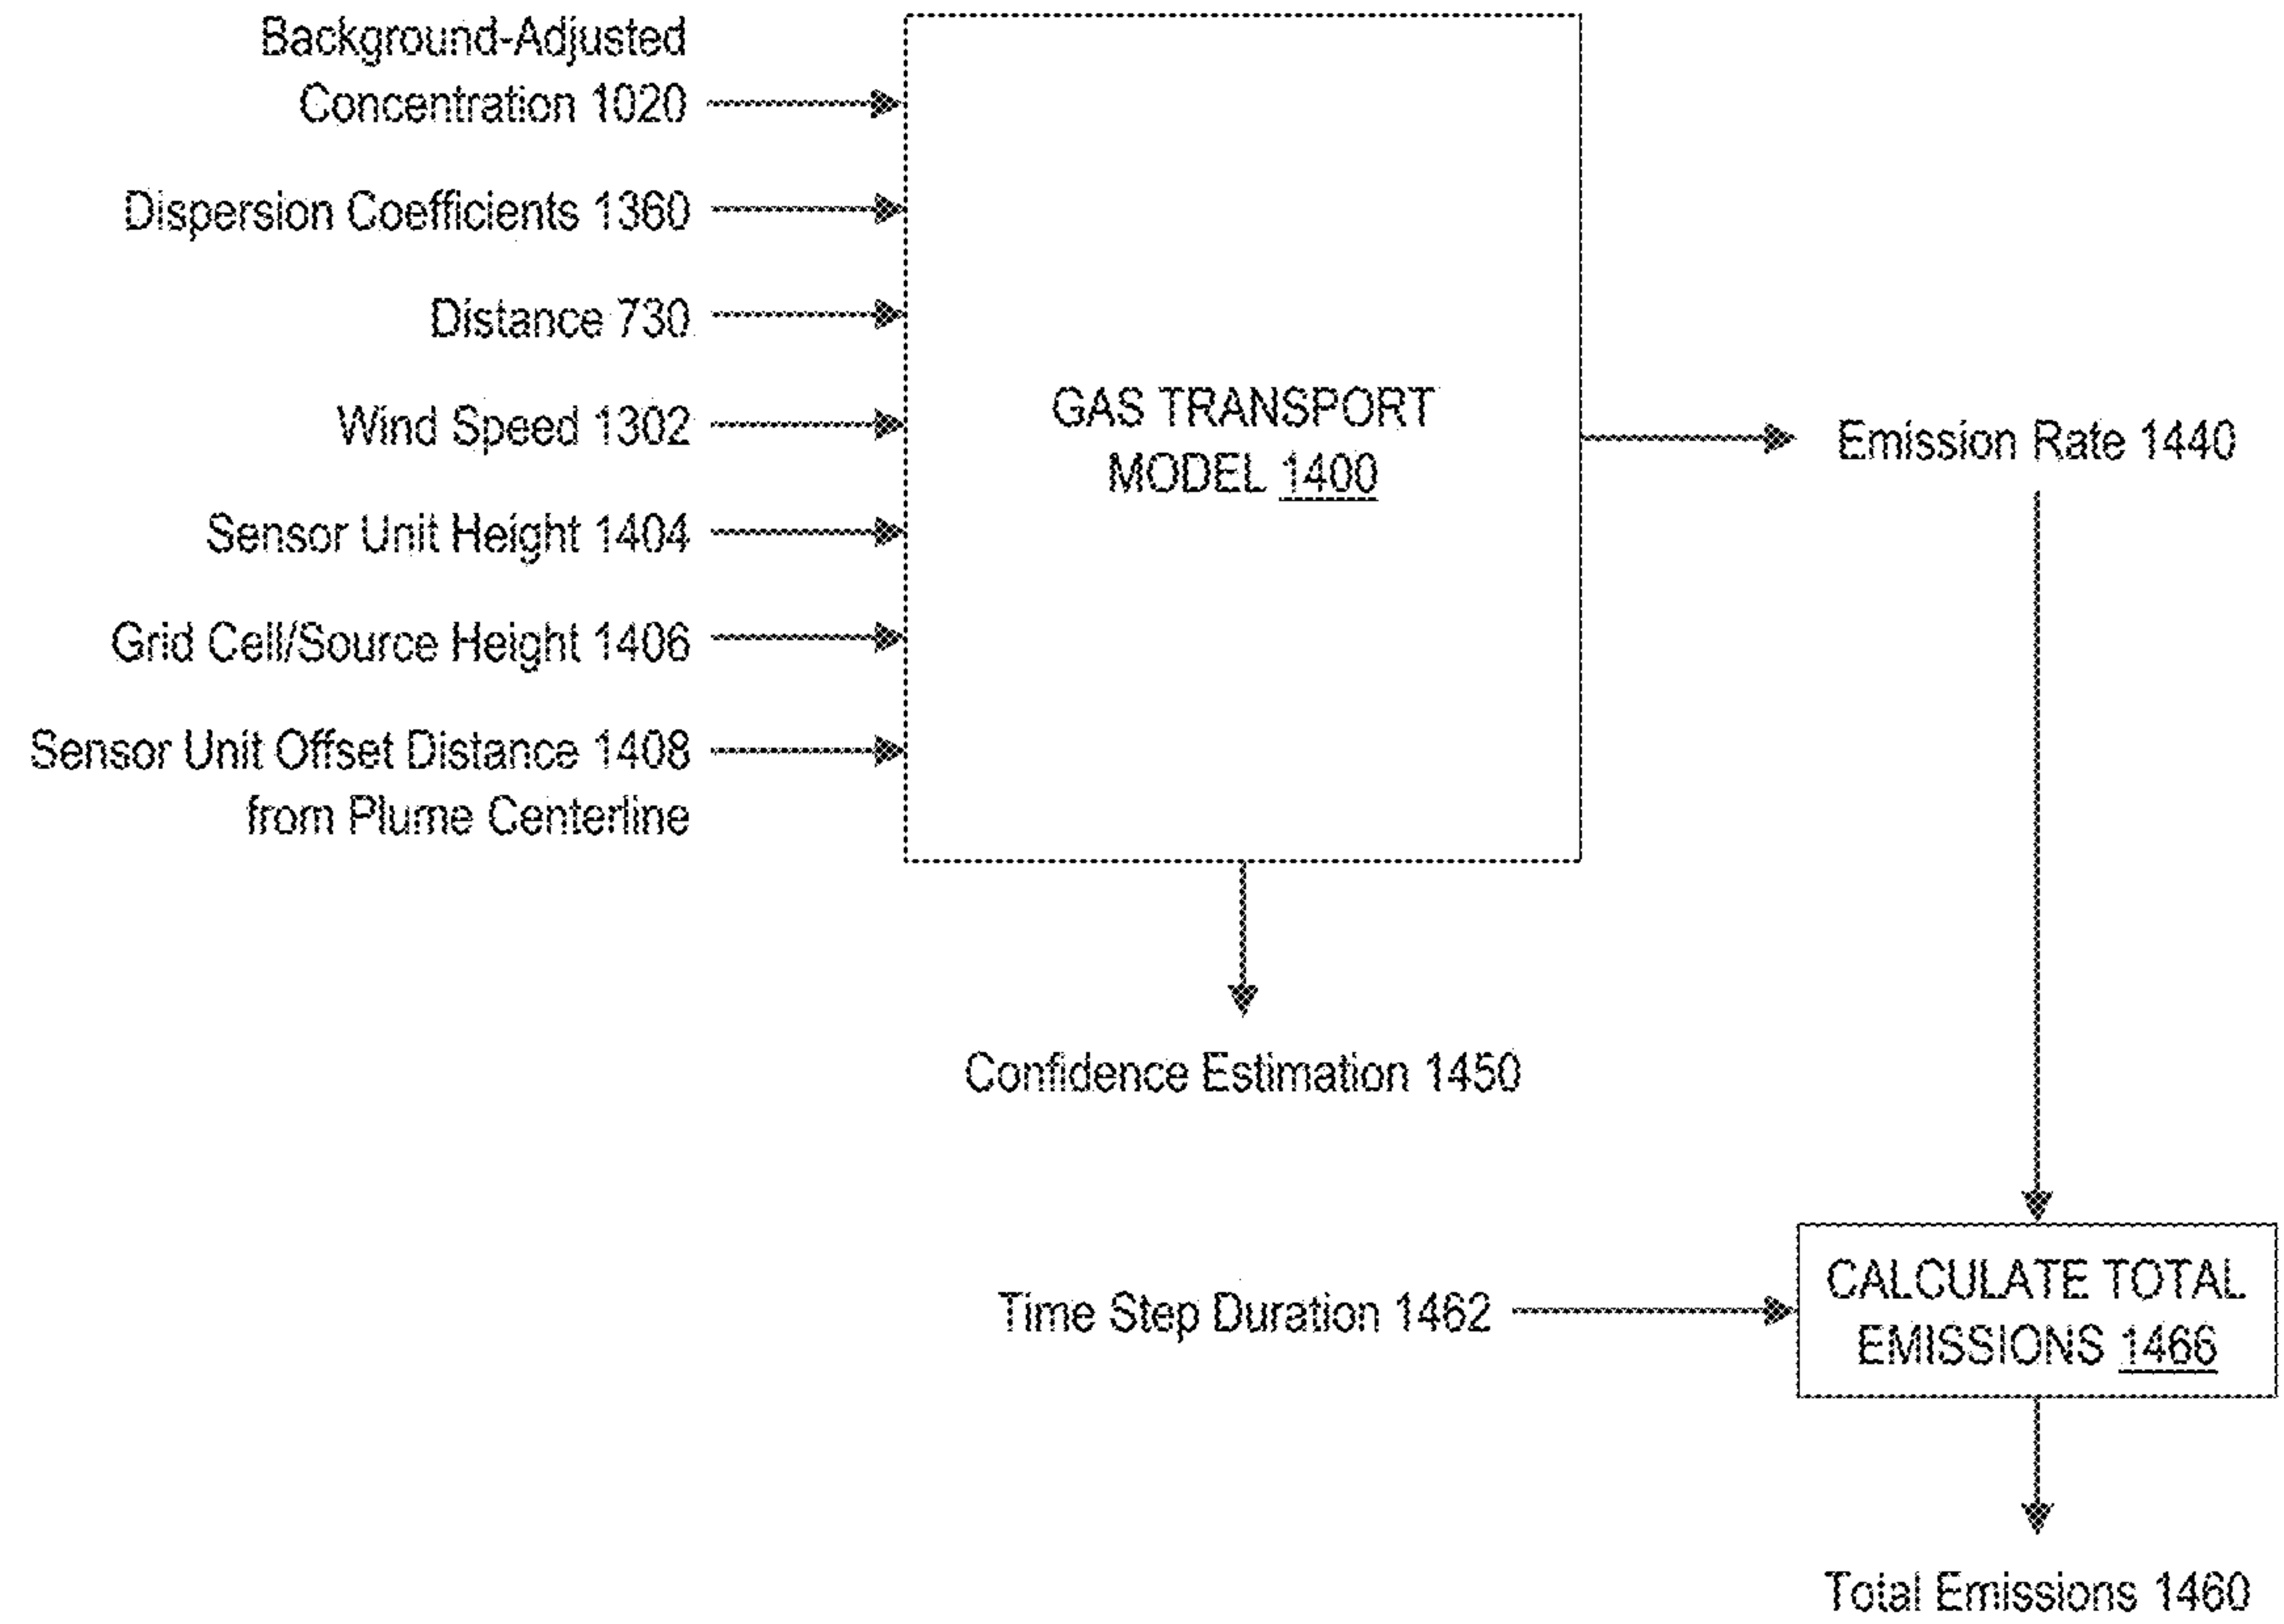 Background-Adjusted
Concentration 1020
Dispersion Coefficients 1360
Distance 730
Wind Speed 1302
Sensor Unit Height 1404
Grid Cell/Source Height 1406
Sensor Unit Offset Distance 1408
from Plume Centerline
GAS TRANSPORT
MODEL 1400
Emission Rate 1440
Confidence Estimation 1450
Time Step Duration 1462
CALCULATE TOTAL
EMISSIONS 1466
Total Emissions 1460